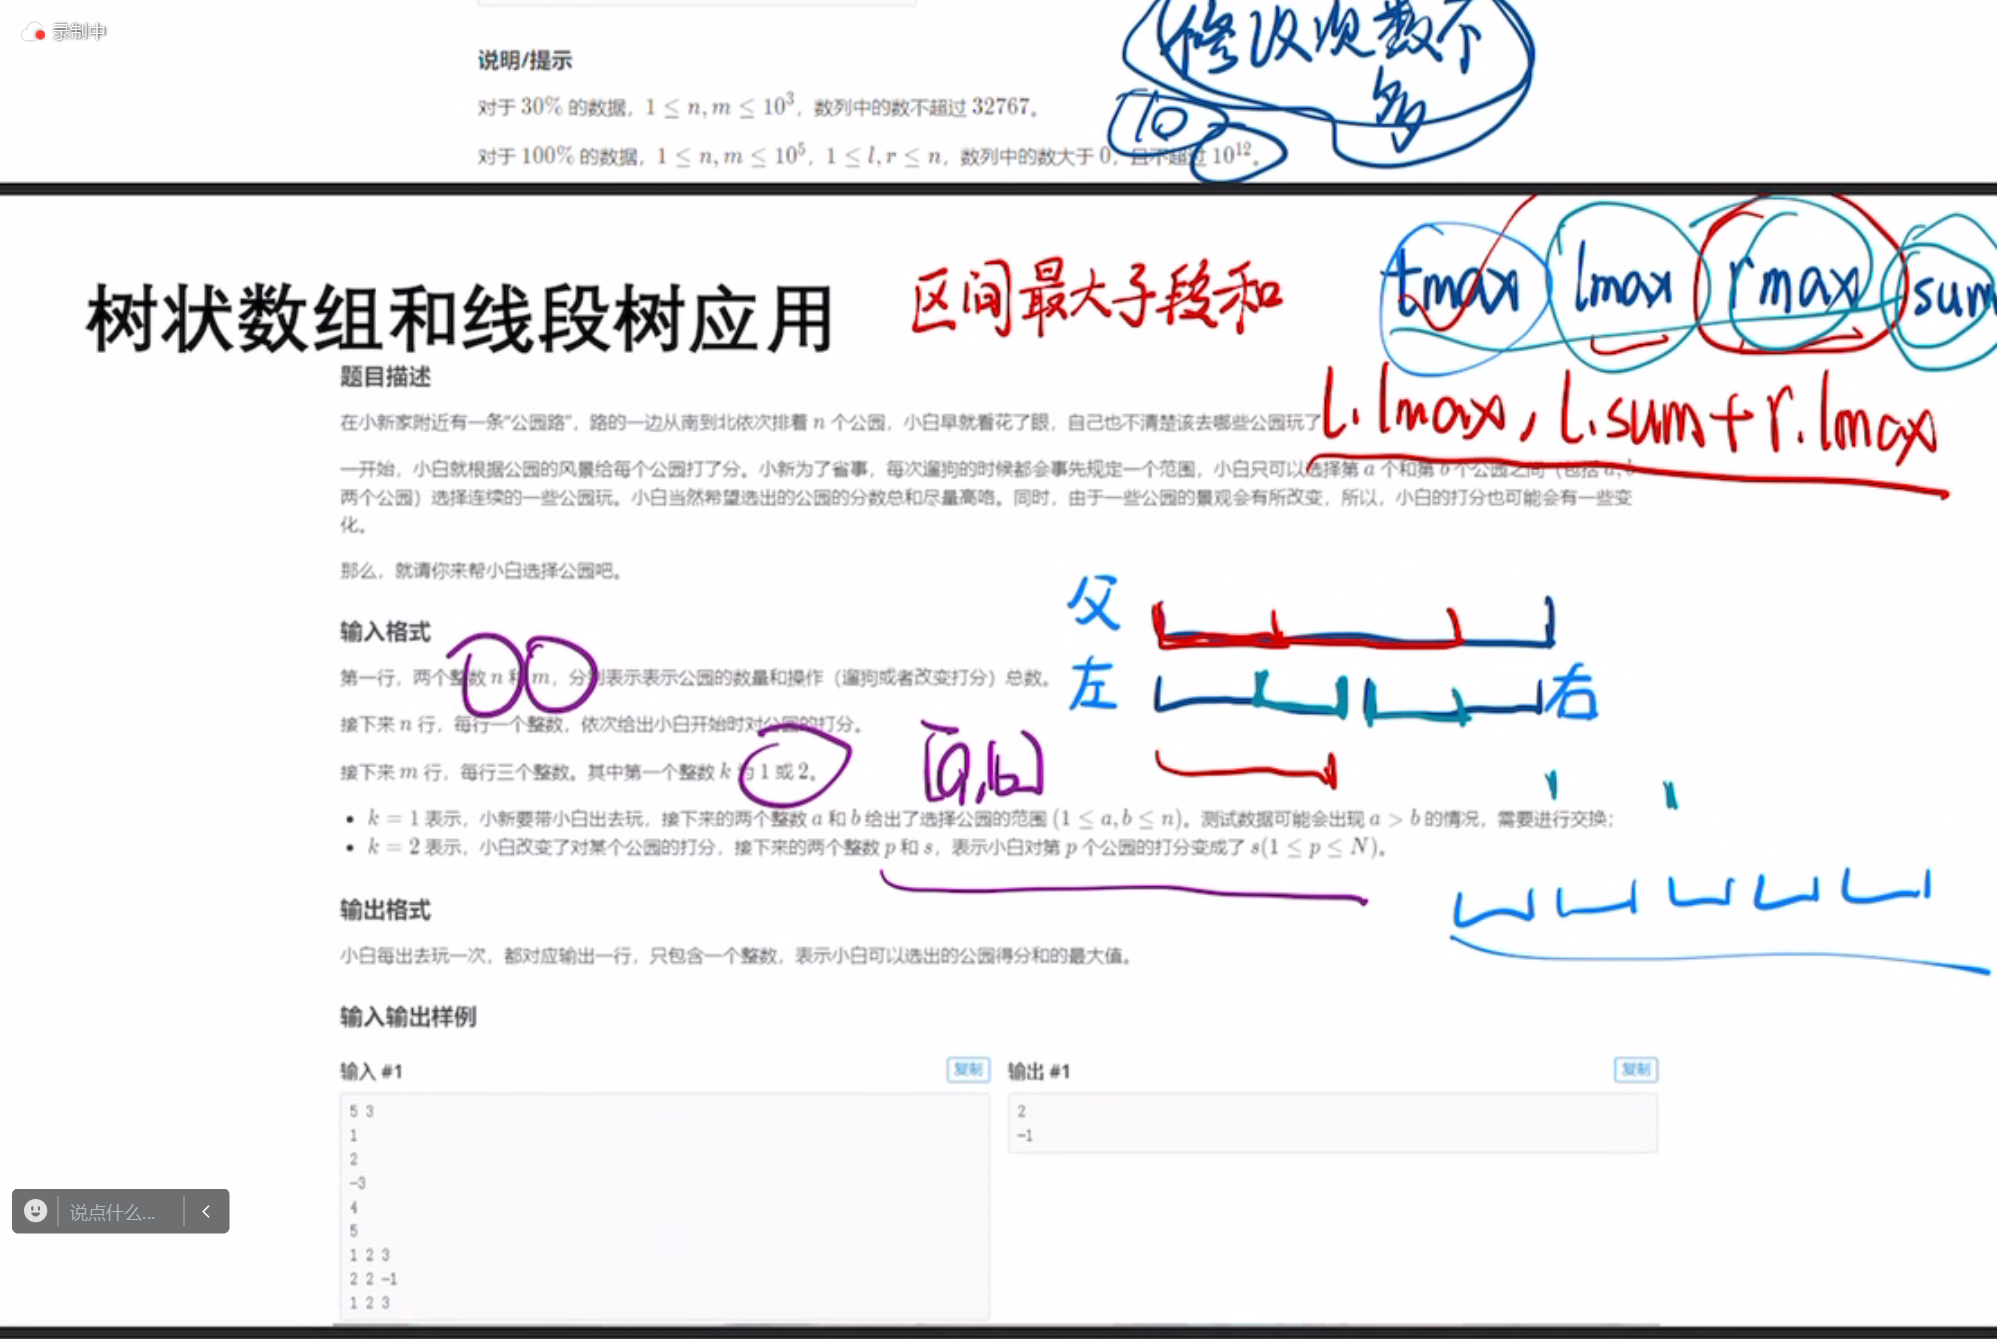 录制中
修改次数不
多
说明/提示
对于 30% 的数据，1 ≤ n, m ≤ 10³，数列中的数不超过 32767。
10
对于 100% 的数据，1 ≤ n, m ≤ 10⁵，1 ≤ l, r ≤ n，数列中的数大于 0，且不超过 10¹²。
树状数组和线段树应用
区间最大子段和
tmax lmax rmax sum
l.lmax, l.sum+r.lmax
题目描述
在小新家附近有一条“公园路”，路的一边从南到北依次排着 n 个公园，小白早就看花了眼，自己也不清楚该去哪些公园玩了
一开始，小白就根据公园的风景给每个公园打了分。小新为了省事，每次遛狗的时候都会事先规定一个范围，小白只可以选择第 a 个和第 b 个公园之间（包括 a, b
两个公园）选择连续的一些公园玩。小白当然希望选出的公园的分数总和尽量高咯。同时，由于一些公园的景观会有所改变，所以，小白的打分也可能会有一些变
化。
那么，就请你来帮小白选择公园吧。
父
左
右
输入格式
第一行，两个整数 n 和 m，分别表示表示公园的数量和操作（遛狗或者改变打分）总数。
接下来 n 行，每行一个整数，依次给出小白开始时对公园的打分。
接下来 m 行，每行三个整数。其中第一个整数 k 为 1 或 2。
[a,b]
• k = 1 表示，小新要带小白出去玩，接下来的两个整数 a 和 b 给出了选择公园的范围 (1 ≤ a, b ≤ n)。测试数据可能会出现 a > b 的情况，需要进行交换；
• k = 2 表示，小白改变了对某个公园的打分，接下来的两个整数 p 和 s，表示小白对第 p 个公园的打分变成了 s(1 ≤ p ≤ N)。
输出格式
小白每出去玩一次，都对应输出一行，只包含一个整数，表示小白可以选出的公园得分和的最大值。
输入输出样例
输入 #1
复制
5 3
1
2
-3
4
5
1 2 3
2 2 -1
1 2 3
输出 #1
复制
2
-1
说点什么...